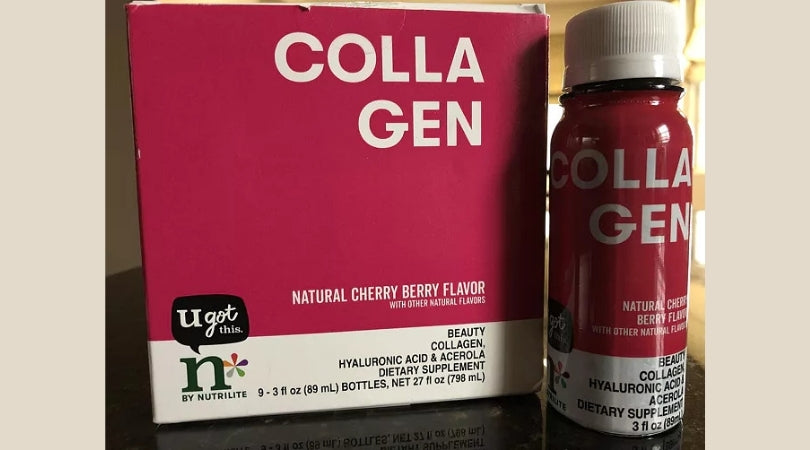 COLLA
GEN
NATURAL CHERRY BERRY FLAVOR
WITH OTHER NATURAL FLAVORS
u got
this.
n*
BY NUTRILITE
BEAUTY
COLLAGEN,
HYALURONIC ACID & ACEROLA
DIETARY SUPPLEMENT
9 - 3 fl oz (89 mL) BOTTLES, NET 27 fl oz (798 mL)
COLLA
GEN
NATURAL CHERRY
BERRY FLAVOR
WITH OTHER NATURAL FLAVORS
got
this.
BEAUTY
COLLAGEN,
HYALURONIC ACID &
ACEROLA
DIETARY SUPPLEMENT
3 fl oz (89mL)